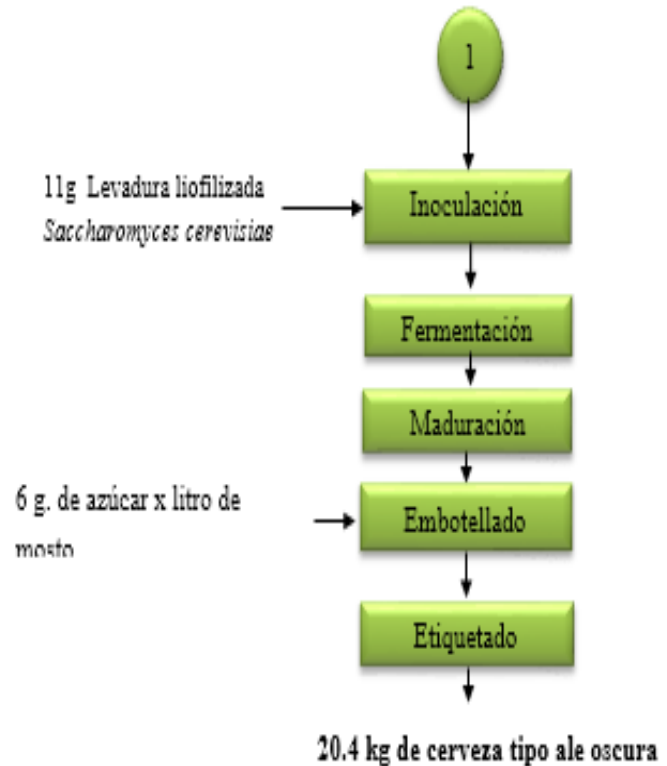 1
11g Levadura liofilizada
Saccharomyces cerevisiae
Inoculación
Fermentación
Maduración
6 g. de azúcar x litro de
mosto
Embotellado
Etiquetado
20.4 kg de cerveza tipo ale oscura